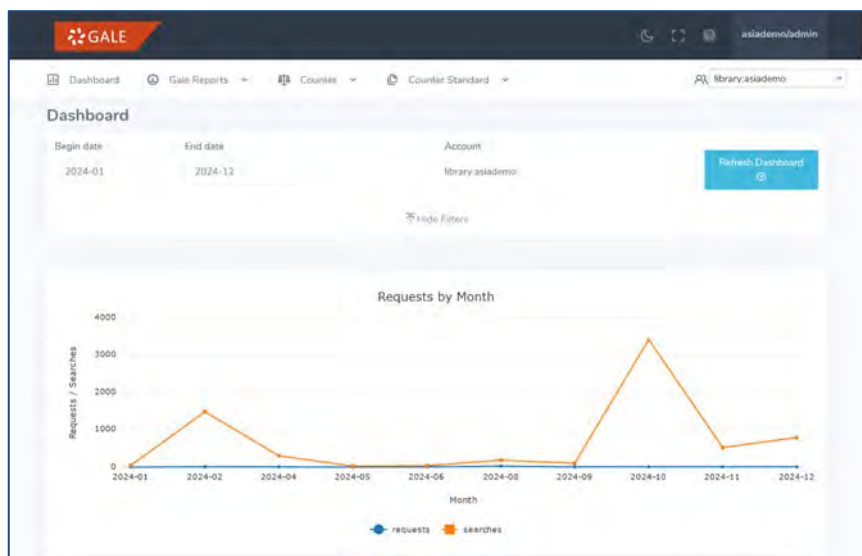 GALE
asiademo/admin
Dashboard Gale Reports Counter Counter Standard library:asiademo
Dashboard
Begin date End date Account
2024-01 2024-12 library:asiademo
Refresh Dashboard
Hide Filters
Requests by Month
4000
3000
2000
1000
0
Requests / Searches
2024-01 2024-02 2024-04 2024-05 2024-06 2024-08 2024-09 2024-10 2024-11 2024-12
Month
requests searches